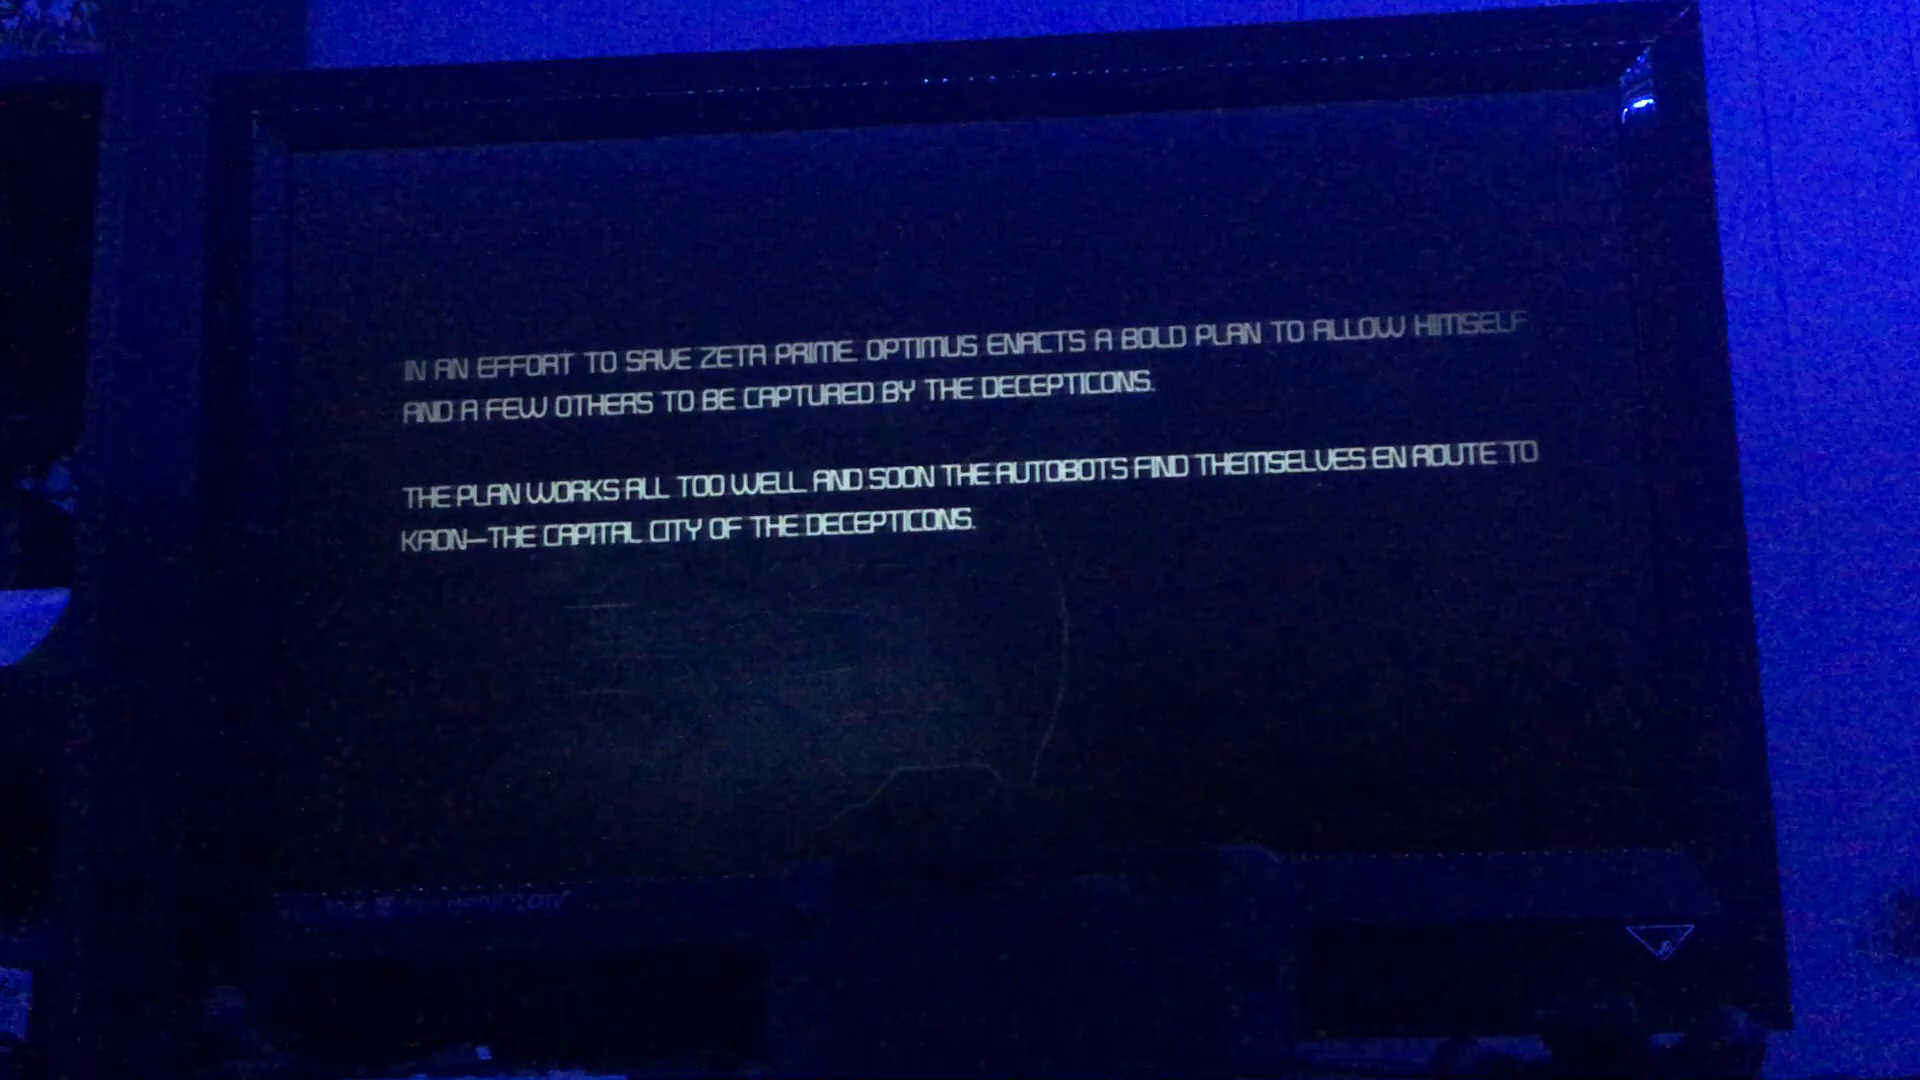 IN AN EFFORT TO SAVE ZETA PRIME, OPTIMUS ENACTS A BOLD PLAN TO ALLOW HIMSELF
AND A FEW OTHERS TO BE CAPTURED BY THE DECEPTICONS.
THE PLAN WORKS ALL TOO WELL, AND SOON THE AUTOBOTS FIND THEMSELVES EN ROUTE TO
KAON—THE CAPITAL CITY OF THE DECEPTICONS.